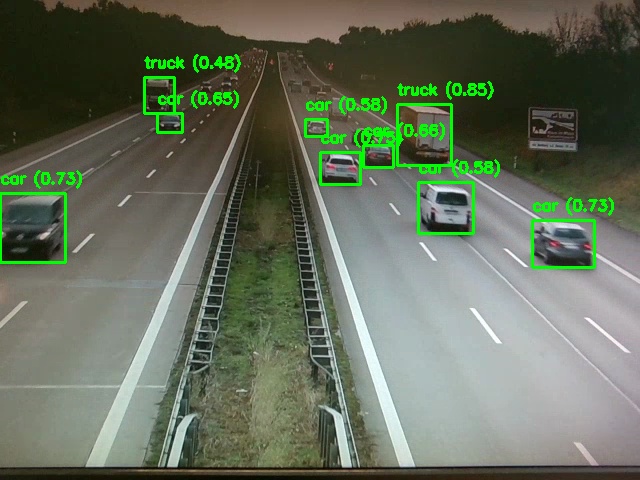 truck (0.48)
car (0.65)
truck (0.85)
car (0.58)
car (0.66)
car (0.73)
car (0.58)
car (0.73)